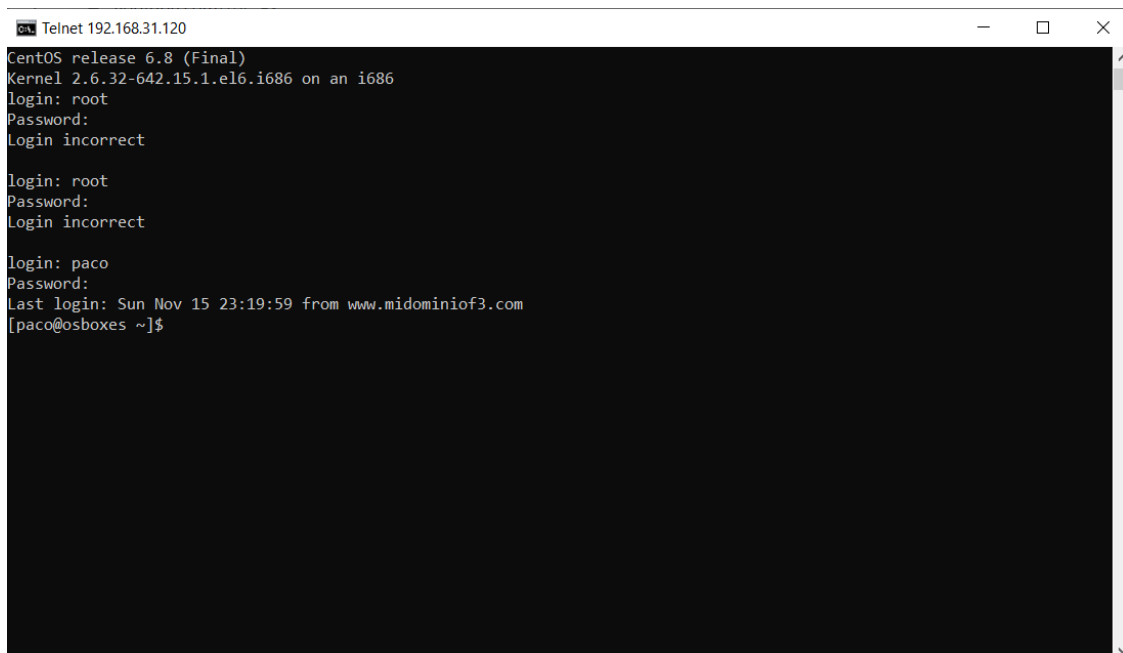 Telnet 192.168.31.120
CentOS release 6.8 (Final)
Kernel 2.6.32-642.15.1.el6.i686 on an i686
login: root
Password:
Login incorrect
login: root
Password:
Login incorrect
login: paco
Password:
Last login: Sun Nov 15 23:19:59 from www.midominiof3.com
[paco@osboxes ~]$